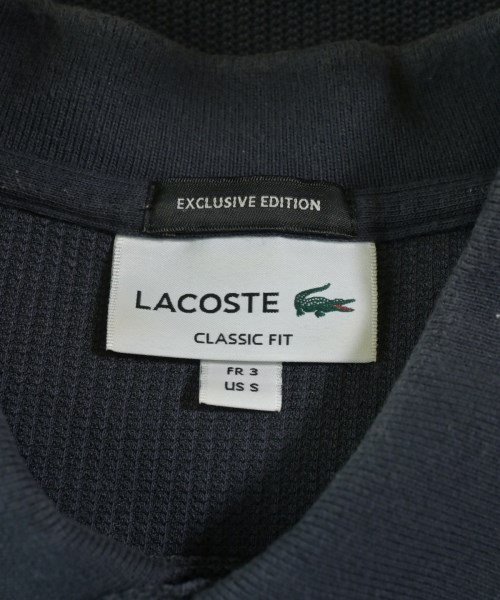 EXCLUSIVE EDITION
LACOSTE
CLASSIC FIT
FR 3
US S